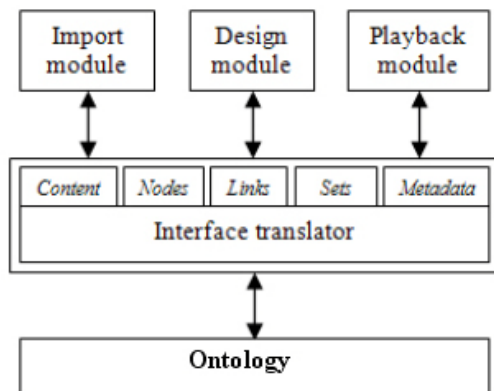 Import module
Design module
Playback module
Content Nodes Links Sets Metadata
Interface translator
Ontology